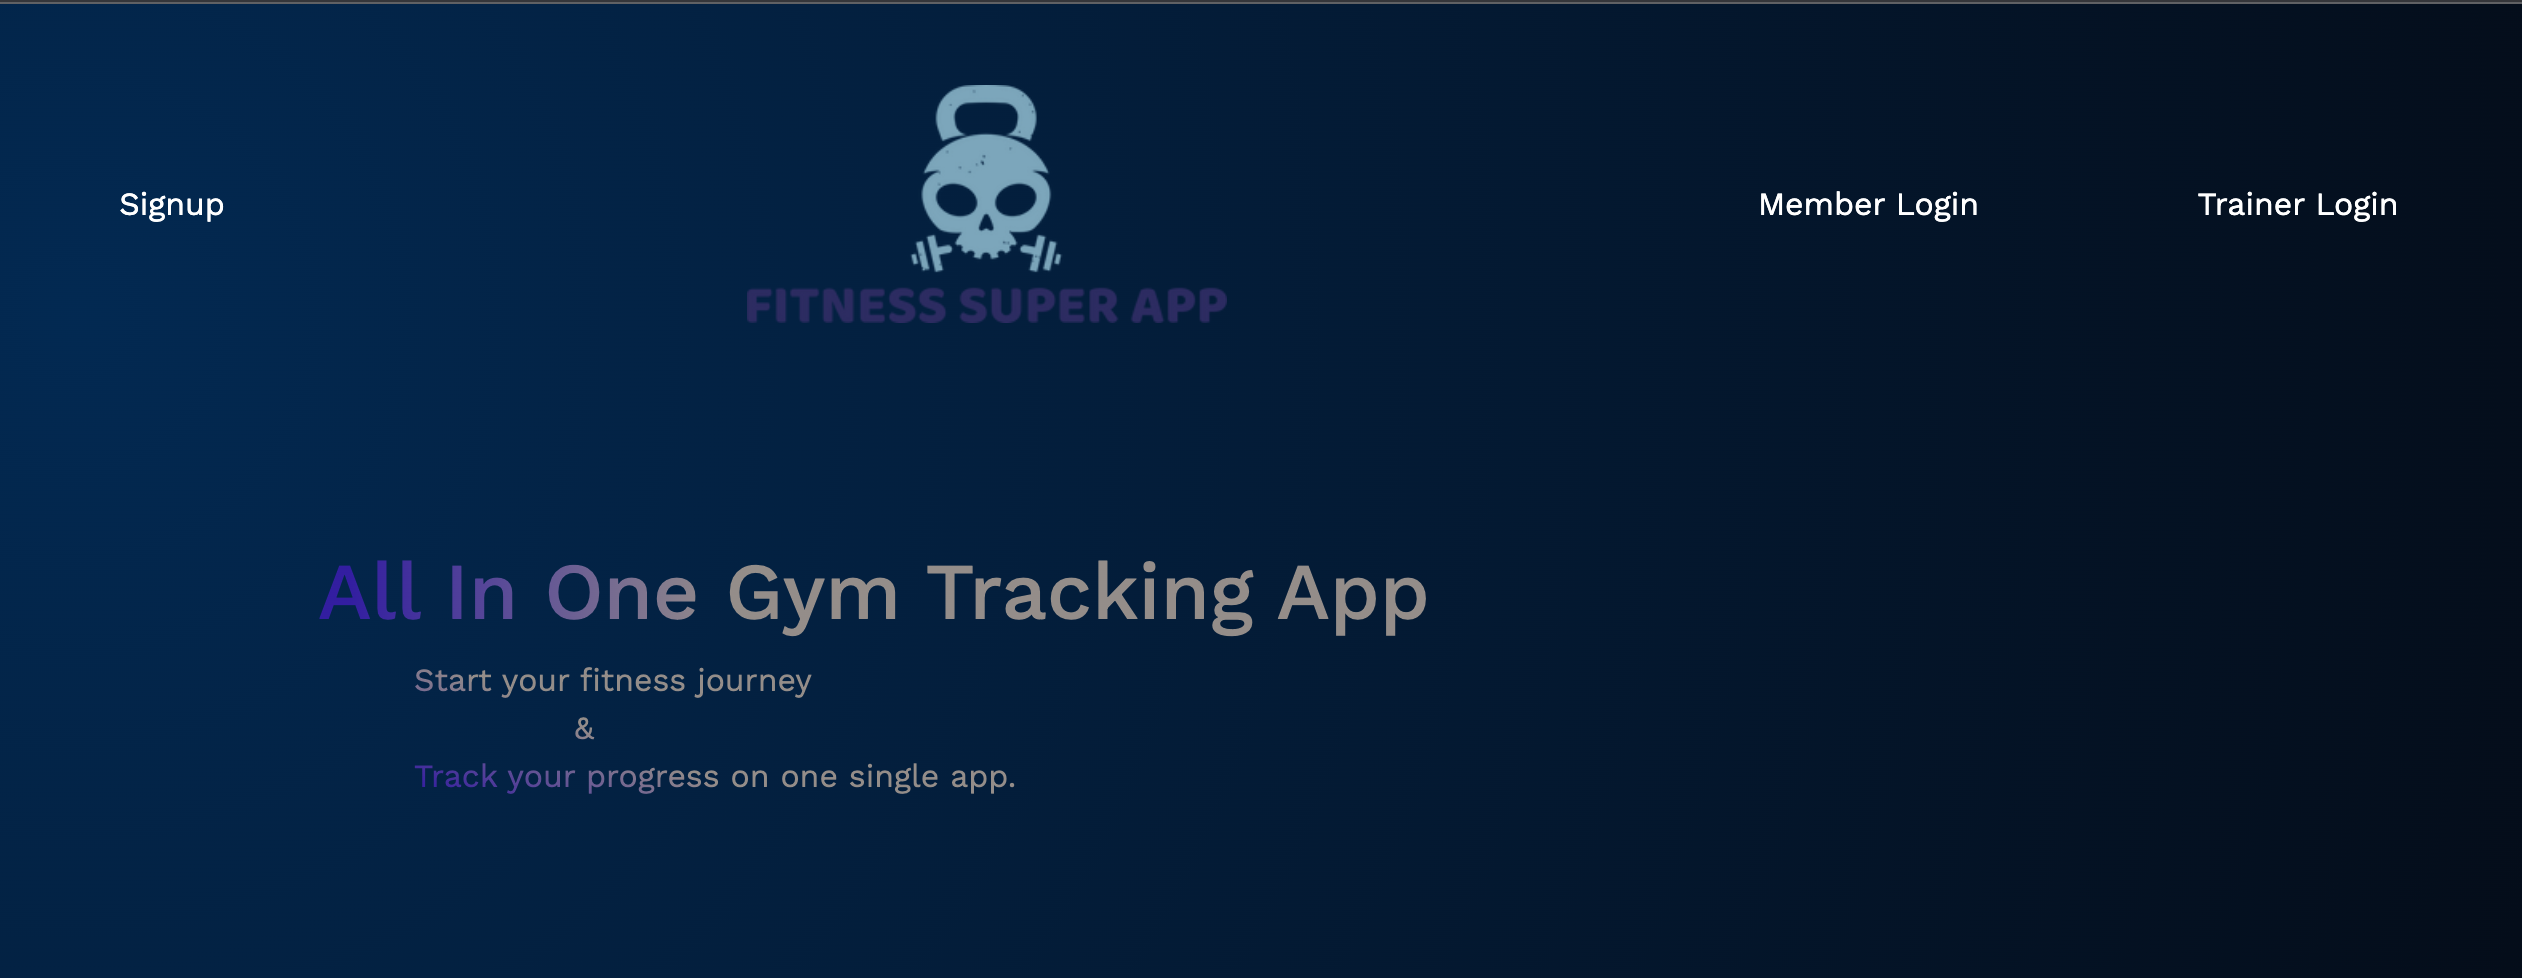 Signup
Member Login
Trainer Login
FITNESS SUPER APP
All In One Gym Tracking App
Start your fitness journey
&
Track your progress on one single app.